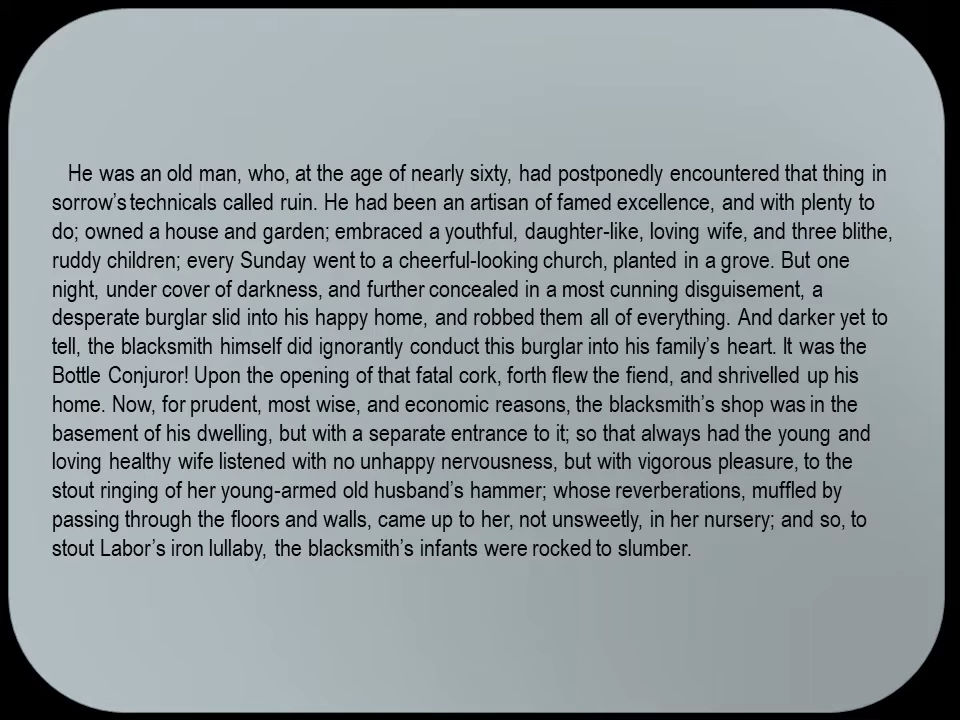 He was an old man, who, at the age of nearly sixty, had postponedly encountered that thing in
sorrow’s technicals called ruin. He had been an artisan of famed excellence, and with plenty to
do; owned a house and garden; embraced a youthful, daughter-like, loving wife, and three blithe,
ruddy children; every Sunday went to a cheerful-looking church, planted in a grove. But one
night, under cover of darkness, and further concealed in a most cunning disguisement, a
desperate burglar slid into his happy home, and robbed them all of everything. And darker yet to
tell, the blacksmith himself did ignorantly conduct this burglar into his family’s heart. It was the
Bottle Conjuror! Upon the opening of that fatal cork, forth flew the fiend, and shrivelled up his
home. Now, for prudent, most wise, and economic reasons, the blacksmith’s shop was in the
basement of his dwelling, but with a separate entrance to it; so that always had the young and
loving healthy wife listened with no unhappy nervousness, but with vigorous pleasure, to the
stout ringing of her young-armed old husband’s hammer; whose reverberations, muffled by
passing through the floors and walls, came up to her, not unsweetly, in her nursery; and so, to
stout Labor’s iron lullaby, the blacksmith’s infants were rocked to slumber.